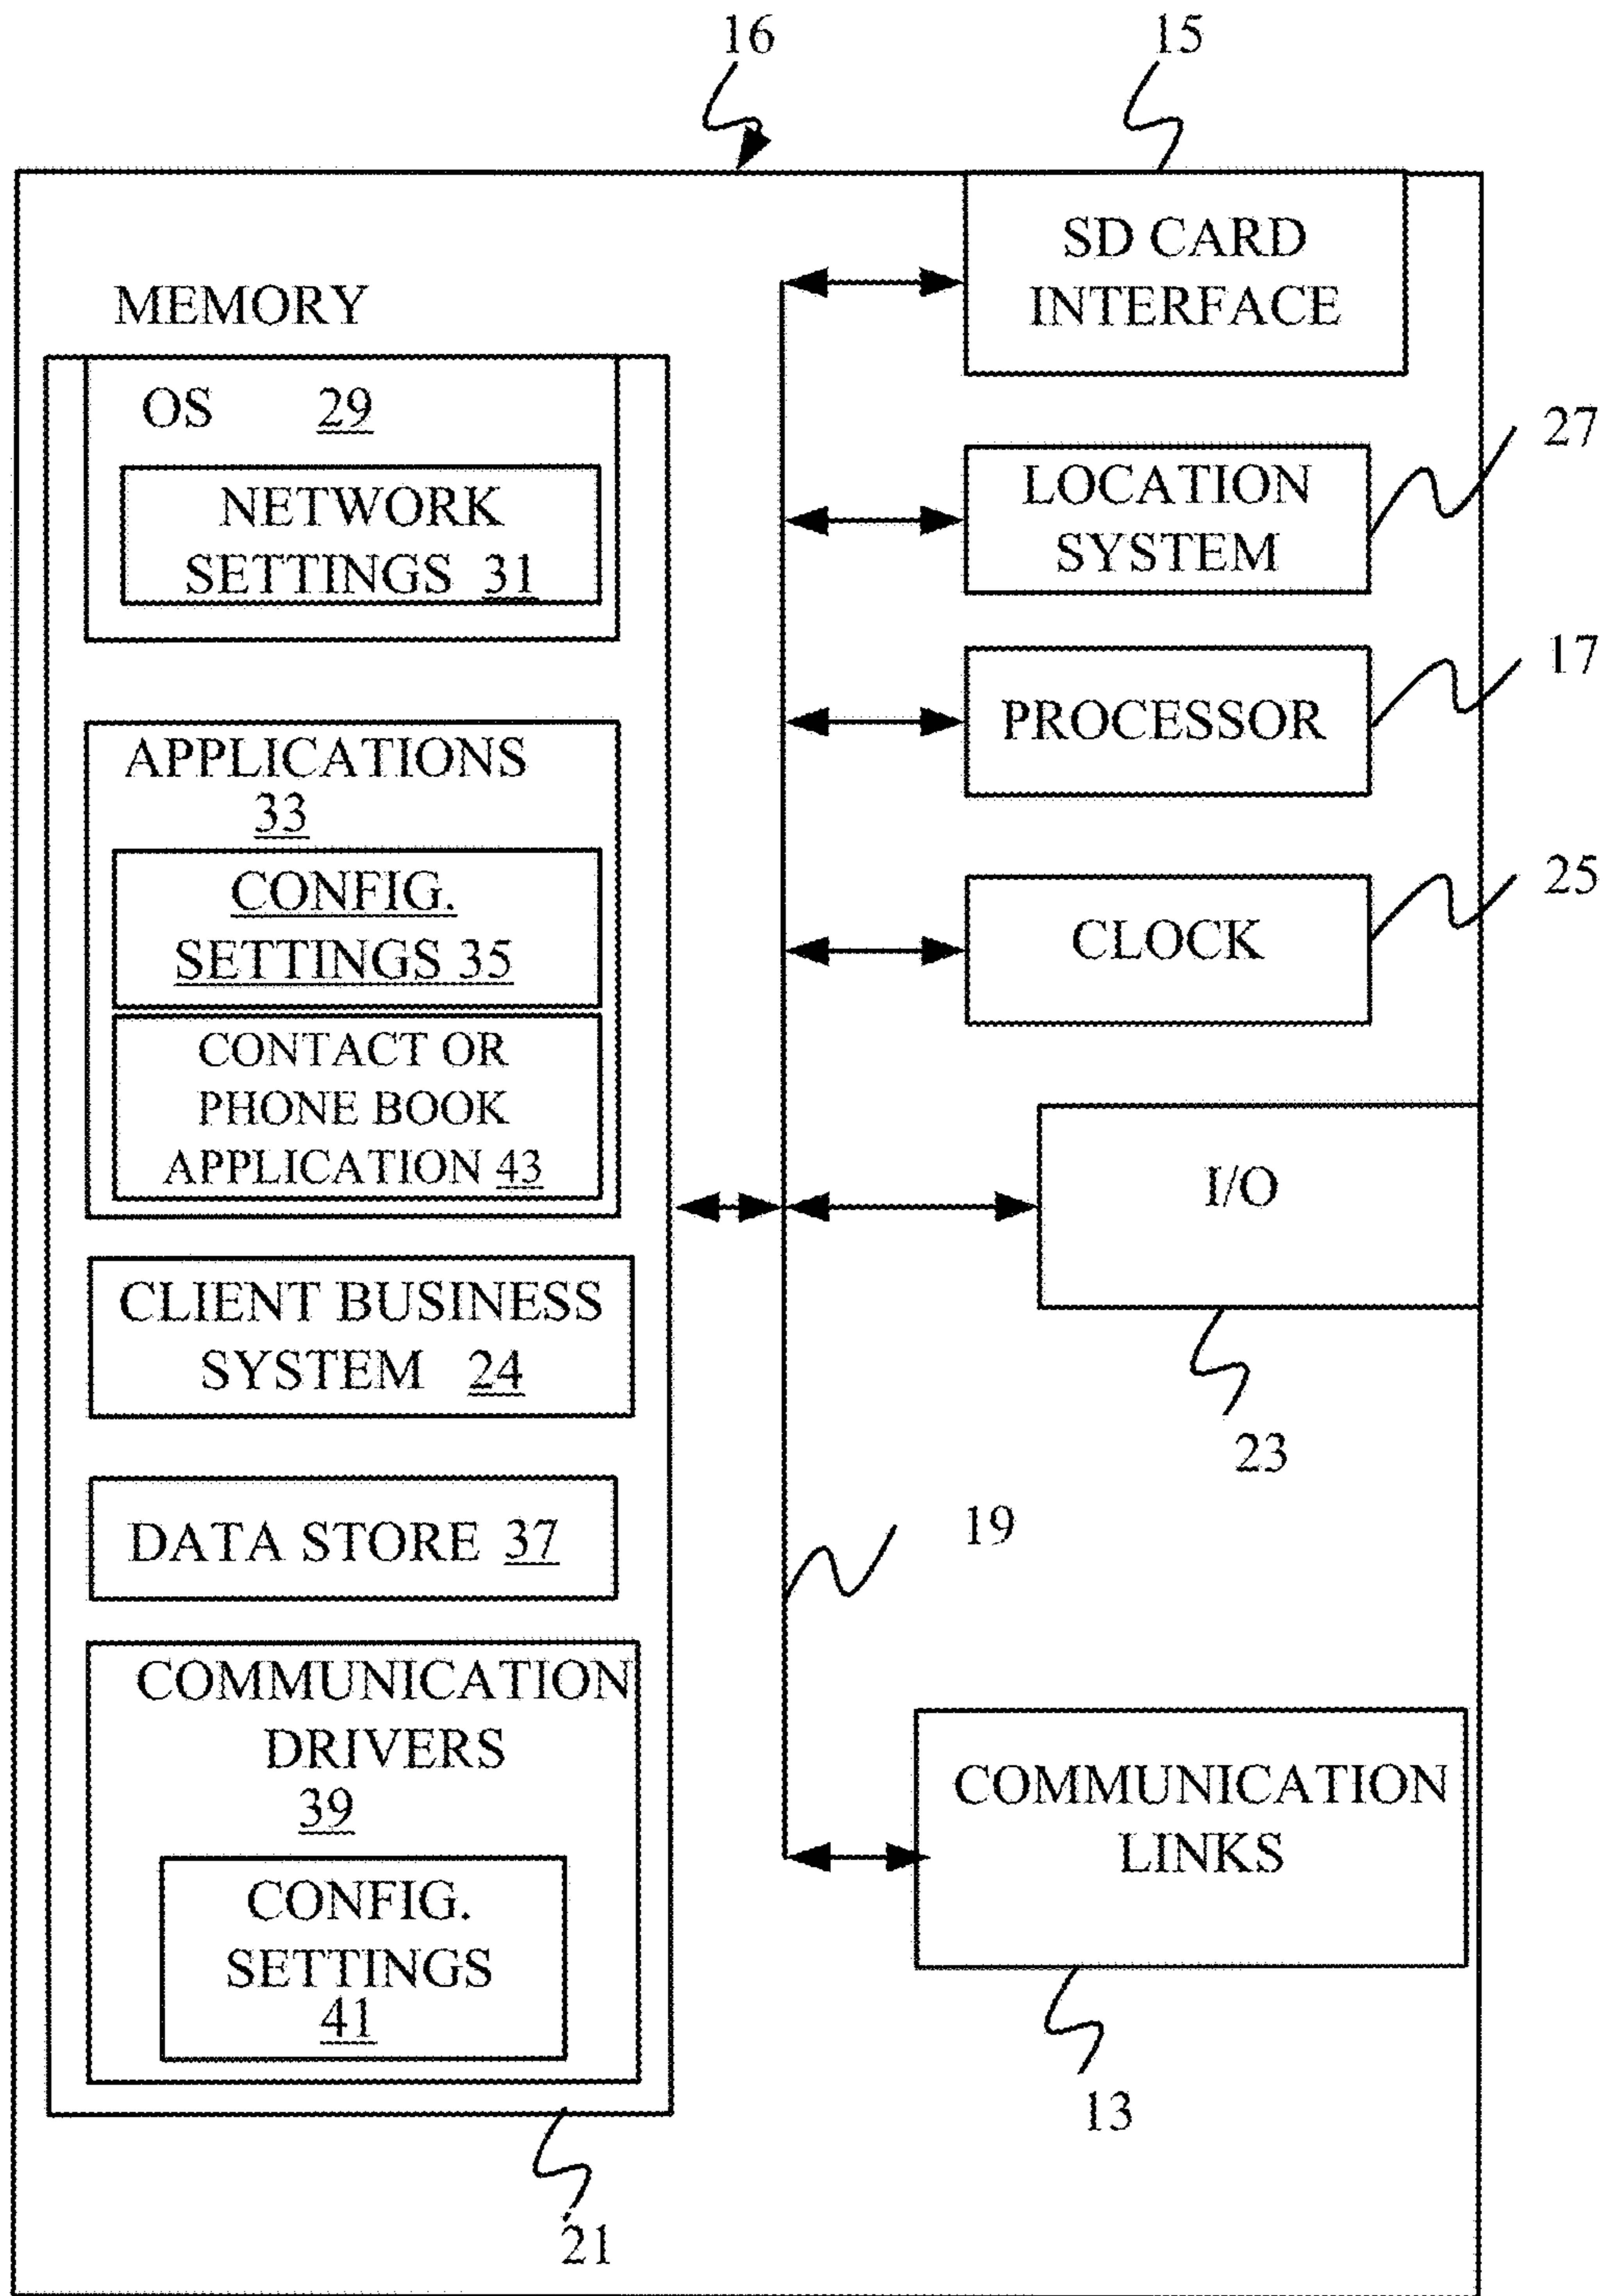 16
15
SD CARD
INTERFACE
MEMORY
OS 29
NETWORK
SETTINGS 31
27
LOCATION
SYSTEM
17
PROCESSOR
APPLICATIONS
33
CONFIG.
SETTINGS 35
25
CLOCK
CONTACT OR
PHONE BOOK
APPLICATION 43
I/O
CLIENT BUSINESS
SYSTEM 24
23
DATA STORE 37
19
COMMUNICATION
DRIVERS
39
CONFIG.
SETTINGS
41
COMMUNICATION
LINKS
13
21